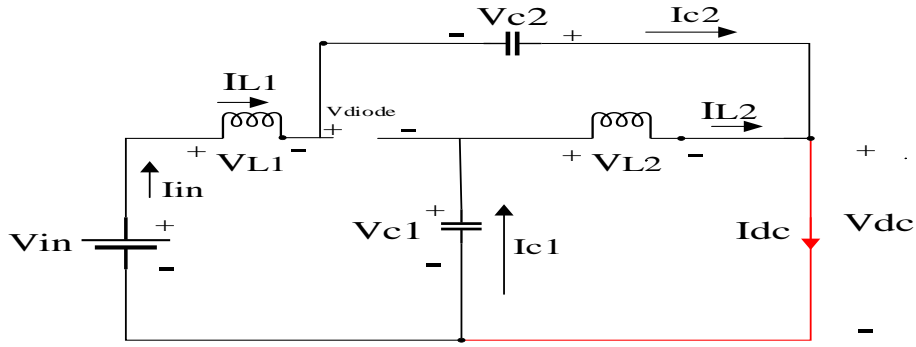 Vc2
Ic2
- +
IL1
Vdiode
+ -
IL2
+ -
VL1
+ -
VL2
+
Iin
Vin
+
-
Vc1
+
-
Ic1
Idc
Vdc
-